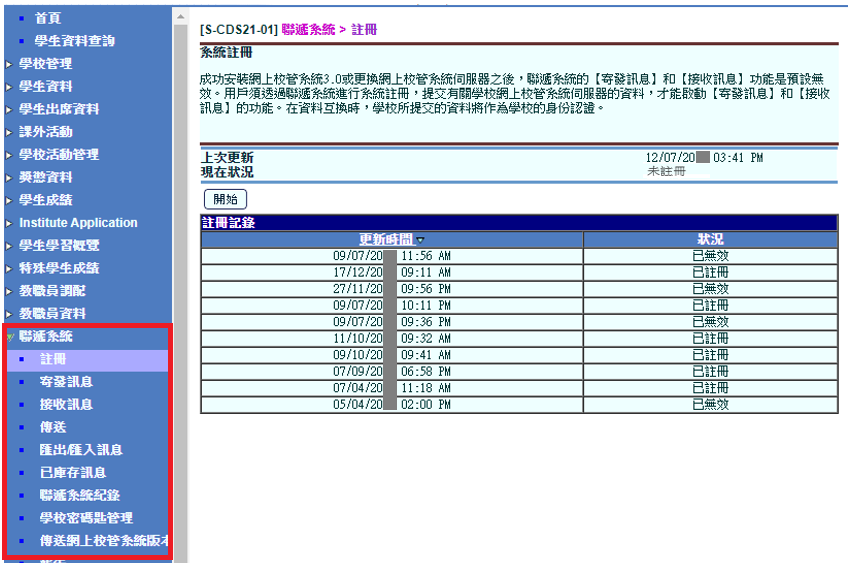 首頁
學生資料查詢
學校管理
學生資料
學生出席資料
課外活動
學校活動管理
獎懲資料
學生成績
Institute Application
學生學習概覽
特殊學生成績
教職員調配
教職員資料
聯遞系統
註冊
寄發訊息
接收訊息
傳送
匯出/匯入訊息
已庫存訊息
聯遞系統紀錄
學校密碼匙管理
傳送網上校管系統版本
[S-CDS21-01] 聯遞系統 > 註冊
系統註冊
成功安裝網上校管系統3.0或更換網上校管系統伺服器之後，聯遞系統的【寄發訊息】和【接收訊息】功能是預設無
效。用戶須透過聯遞系統進行系統註冊，提交有關學校網上校管系統伺服器的資料，才能啟動【寄發訊息】和【接收
訊息】的功能。在資料互換時，學校所提交的資料將作為學校的身份認證。
上次更新 12/07/20 03:41 PM
現在狀況 未註冊
開始
註冊記錄
更新時間 狀況
09/07/20 11:56 AM 已無效
17/12/20 09:11 AM 已註冊
27/11/20 09:56 PM 已無效
09/07/20 10:11 PM 已註冊
09/07/20 09:36 PM 已無效
11/10/20 09:32 AM 已註冊
09/10/20 09:41 AM 已註冊
07/09/20 06:58 PM 已註冊
07/04/20 11:18 AM 已註冊
05/04/20 02:00 PM 已無效